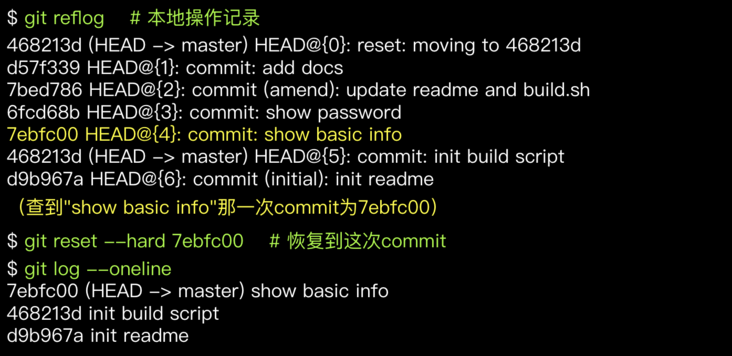 $ git reflog # 本地操作记录
468213d (HEAD -> master) HEAD@{0}: reset: moving to 468213d
d57f339 HEAD@{1}: commit: add docs
7bed786 HEAD@{2}: commit (amend): update readme and build.sh
6fcd68b HEAD@{3}: commit: show password
7ebfc00 HEAD@{4}: commit: show basic info
468213d (HEAD -> master) HEAD@{5}: commit: init build script
d9b967a HEAD@{6}: commit (initial): init readme
（查到"show basic info"那一次commit为7ebfc00）
$ git reset --hard 7ebfc00 # 恢复到这次commit
$ git log --oneline
7ebfc00 (HEAD -> master) show basic info
468213d init build script
d9b967a init readme